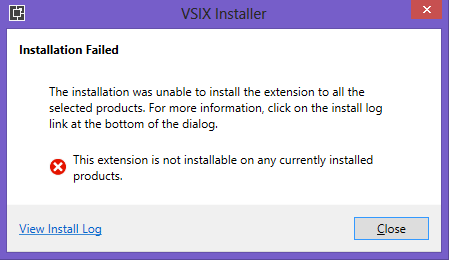 VSIX Installer
Installation Failed
The installation was unable to install the extension to all the
selected products. For more information, click on the install log
link at the bottom of the dialog.
This extension is not installable on any currently installed
products.
View Install Log
Close